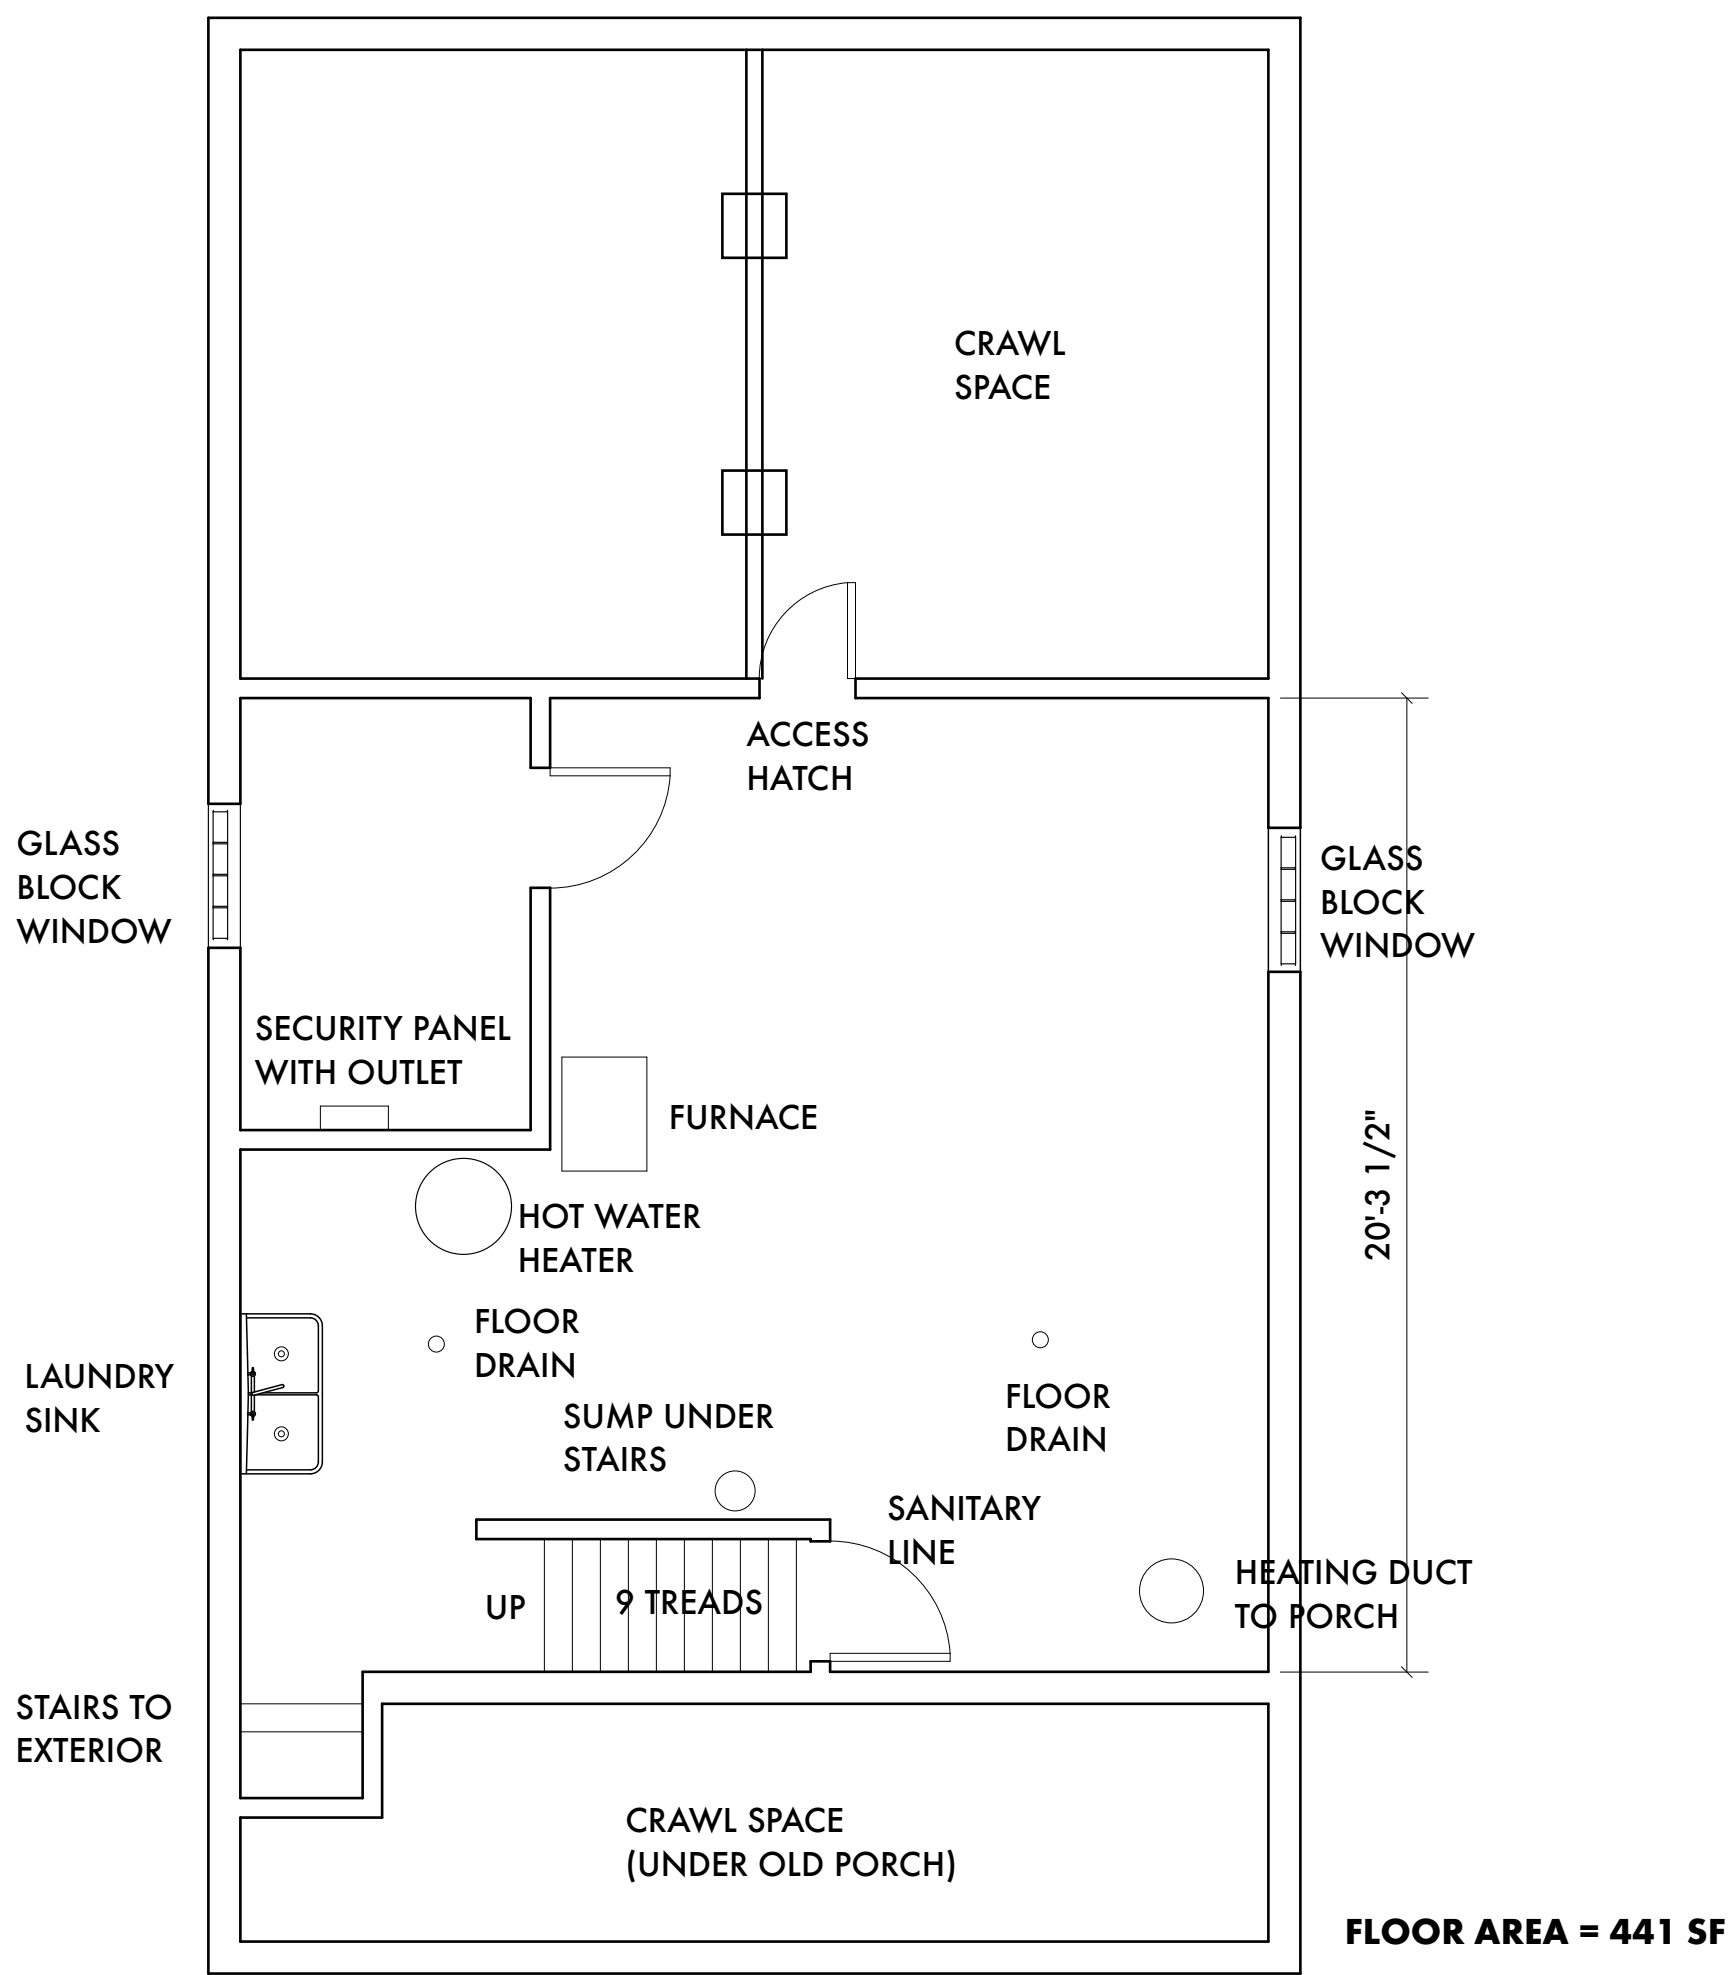 CRAWL
SPACE
ACCESS
HATCH
GLASS
BLOCK
WINDOW
GLASS
BLOCK
WINDOW
SECURITY PANEL
WITH OUTLET
FURNACE
20'-3 1/2"
HOT WATER
HEATER
FLOOR
DRAIN
LAUNDRY
SINK
FLOOR
DRAIN
SUMP UNDER
STAIRS
SANITARY
LINE
HEATING DUCT
TO PORCH
UP
9 TREADS
STAIRS TO
EXTERIOR
CRAWL SPACE
(UNDER OLD PORCH)
FLOOR AREA = 441 SF